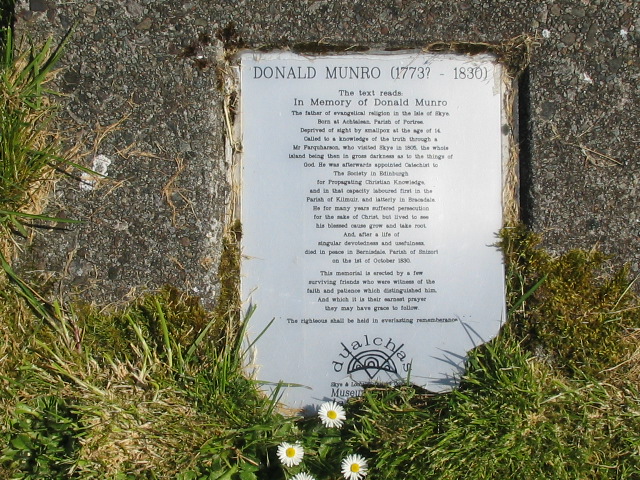 DONALD MUNRO (1773? - 1830)
The text reads:
In Memory of Donald Munro
The father of evangelical religion in the Isle of Skye.
Born at Achtalean, Parish of Portree.
Deprived of sight by smallpox at the age of 14.
Called to a knowledge of the truth through a
Mr Farquharson, who visited Skye in 1805, the whole
island being then in gross darkness as to the things of
God. He was afterwards appointed Catechist to
The Society in Edinburgh
for Propagating Christian Knowledge,
and in that capacity laboured first in the
Parish of Kilmuir, and latterly in Bracadale.
He for many years suffered persecution
for the sake of Christ, but lived to see
his blessed cause grow and take root.
And, after a life of
singular devotedness and usefulness,
died in peace in Bernisdale, Parish of Snizort
on the 1st of October 1830.
This memorial is erected by a few
surviving friends who were witness of the
faith and patience which distinguished him,
And which it is their earnest prayer
they may have grace to follow.
The righteous shall be held in everlasting remembrance
dualchas
Skye &
Museum